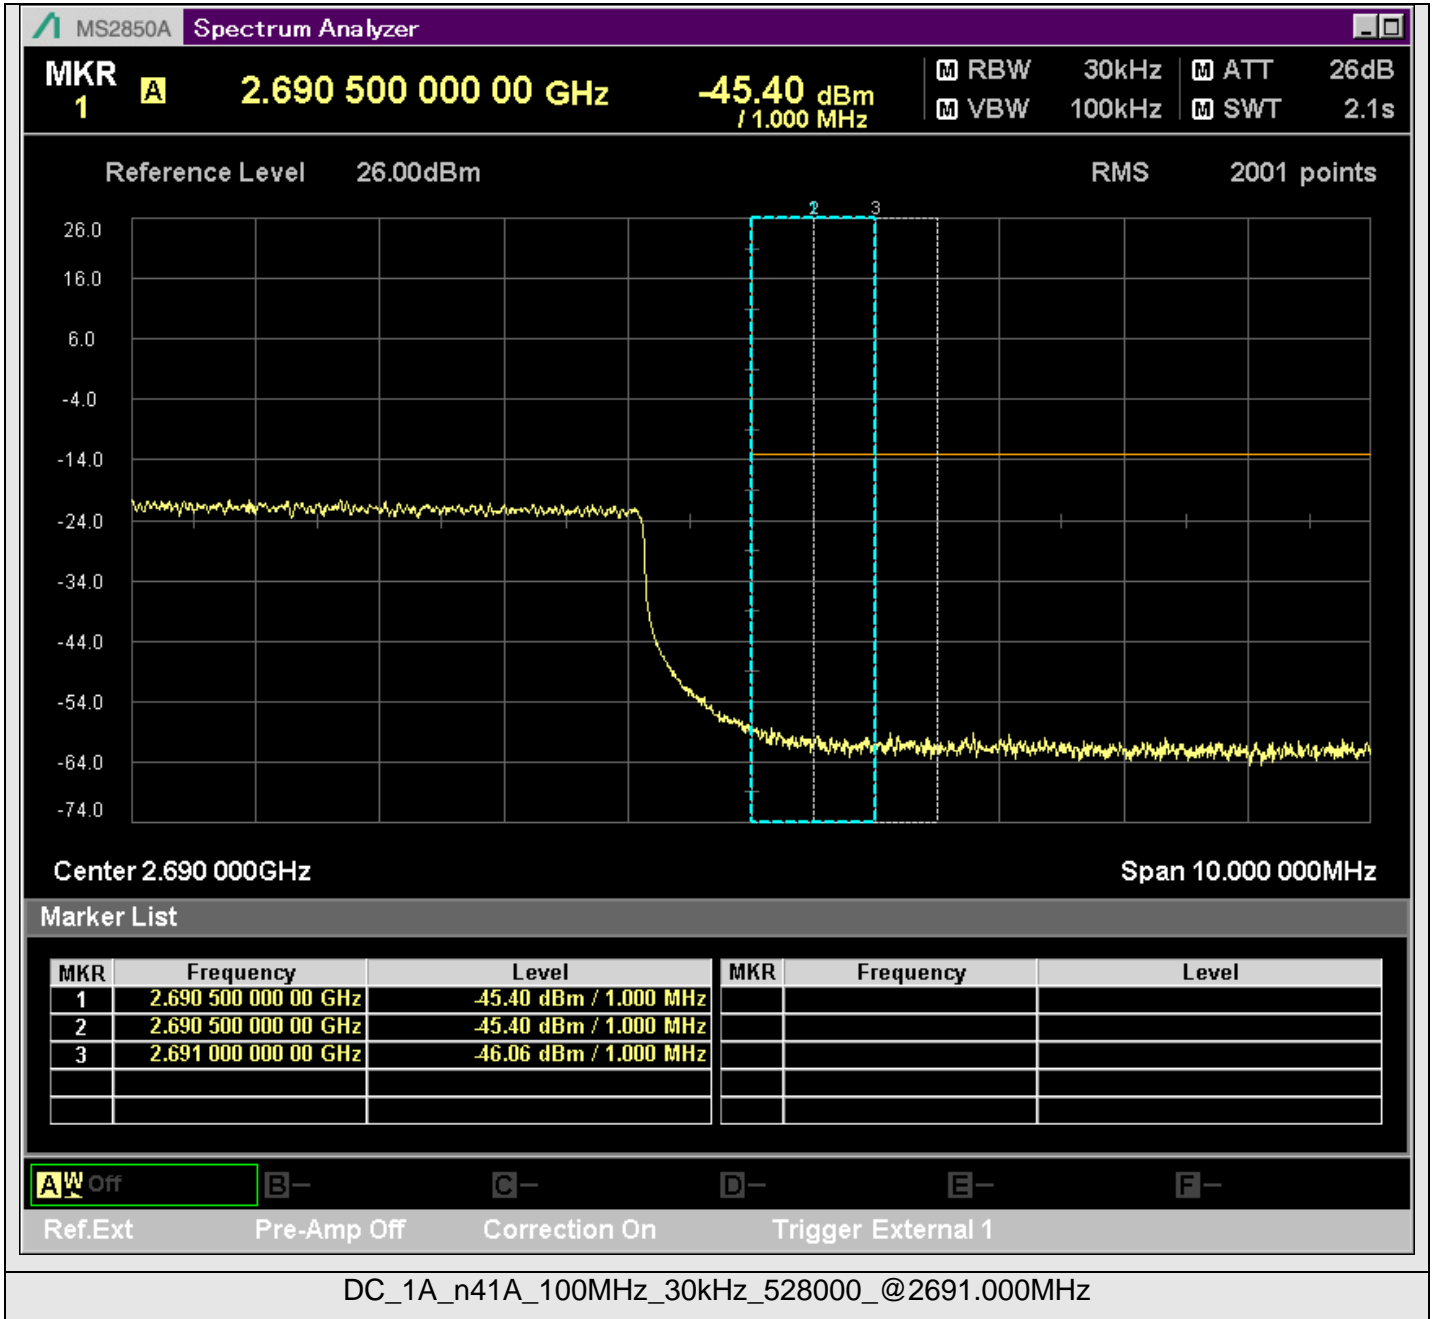 MS2850A Spectrum Analyzer
MKR 1 A 2.690 500 000 00 GHz -45.40 dBm / 1.000 MHz
M RBW 30kHz M ATT 26dB
M VBW 100kHz M SWT 2.1s
Reference Level 26.00dBm RMS 2001 points
2 3
26.0
16.0
6.0
-4.0
-14.0
-24.0
-34.0
-44.0
-54.0
-64.0
-74.0
Center 2.690 000GHz Span 10.000 000MHz
Marker List
MKR Frequency Level MKR Frequency Level
1 2.690 500 000 00 GHz -45.40 dBm / 1.000 MHz
2 2.690 500 000 00 GHz -45.40 dBm / 1.000 MHz
3 2.691 000 000 00 GHz -46.06 dBm / 1.000 MHz
A W Off B — C — D — E — F —
Ref.Ext Pre-Amp Off Correction On Trigger External 1
DC_1A_n41A_100MHz_30kHz_528000_@2691.000MHz